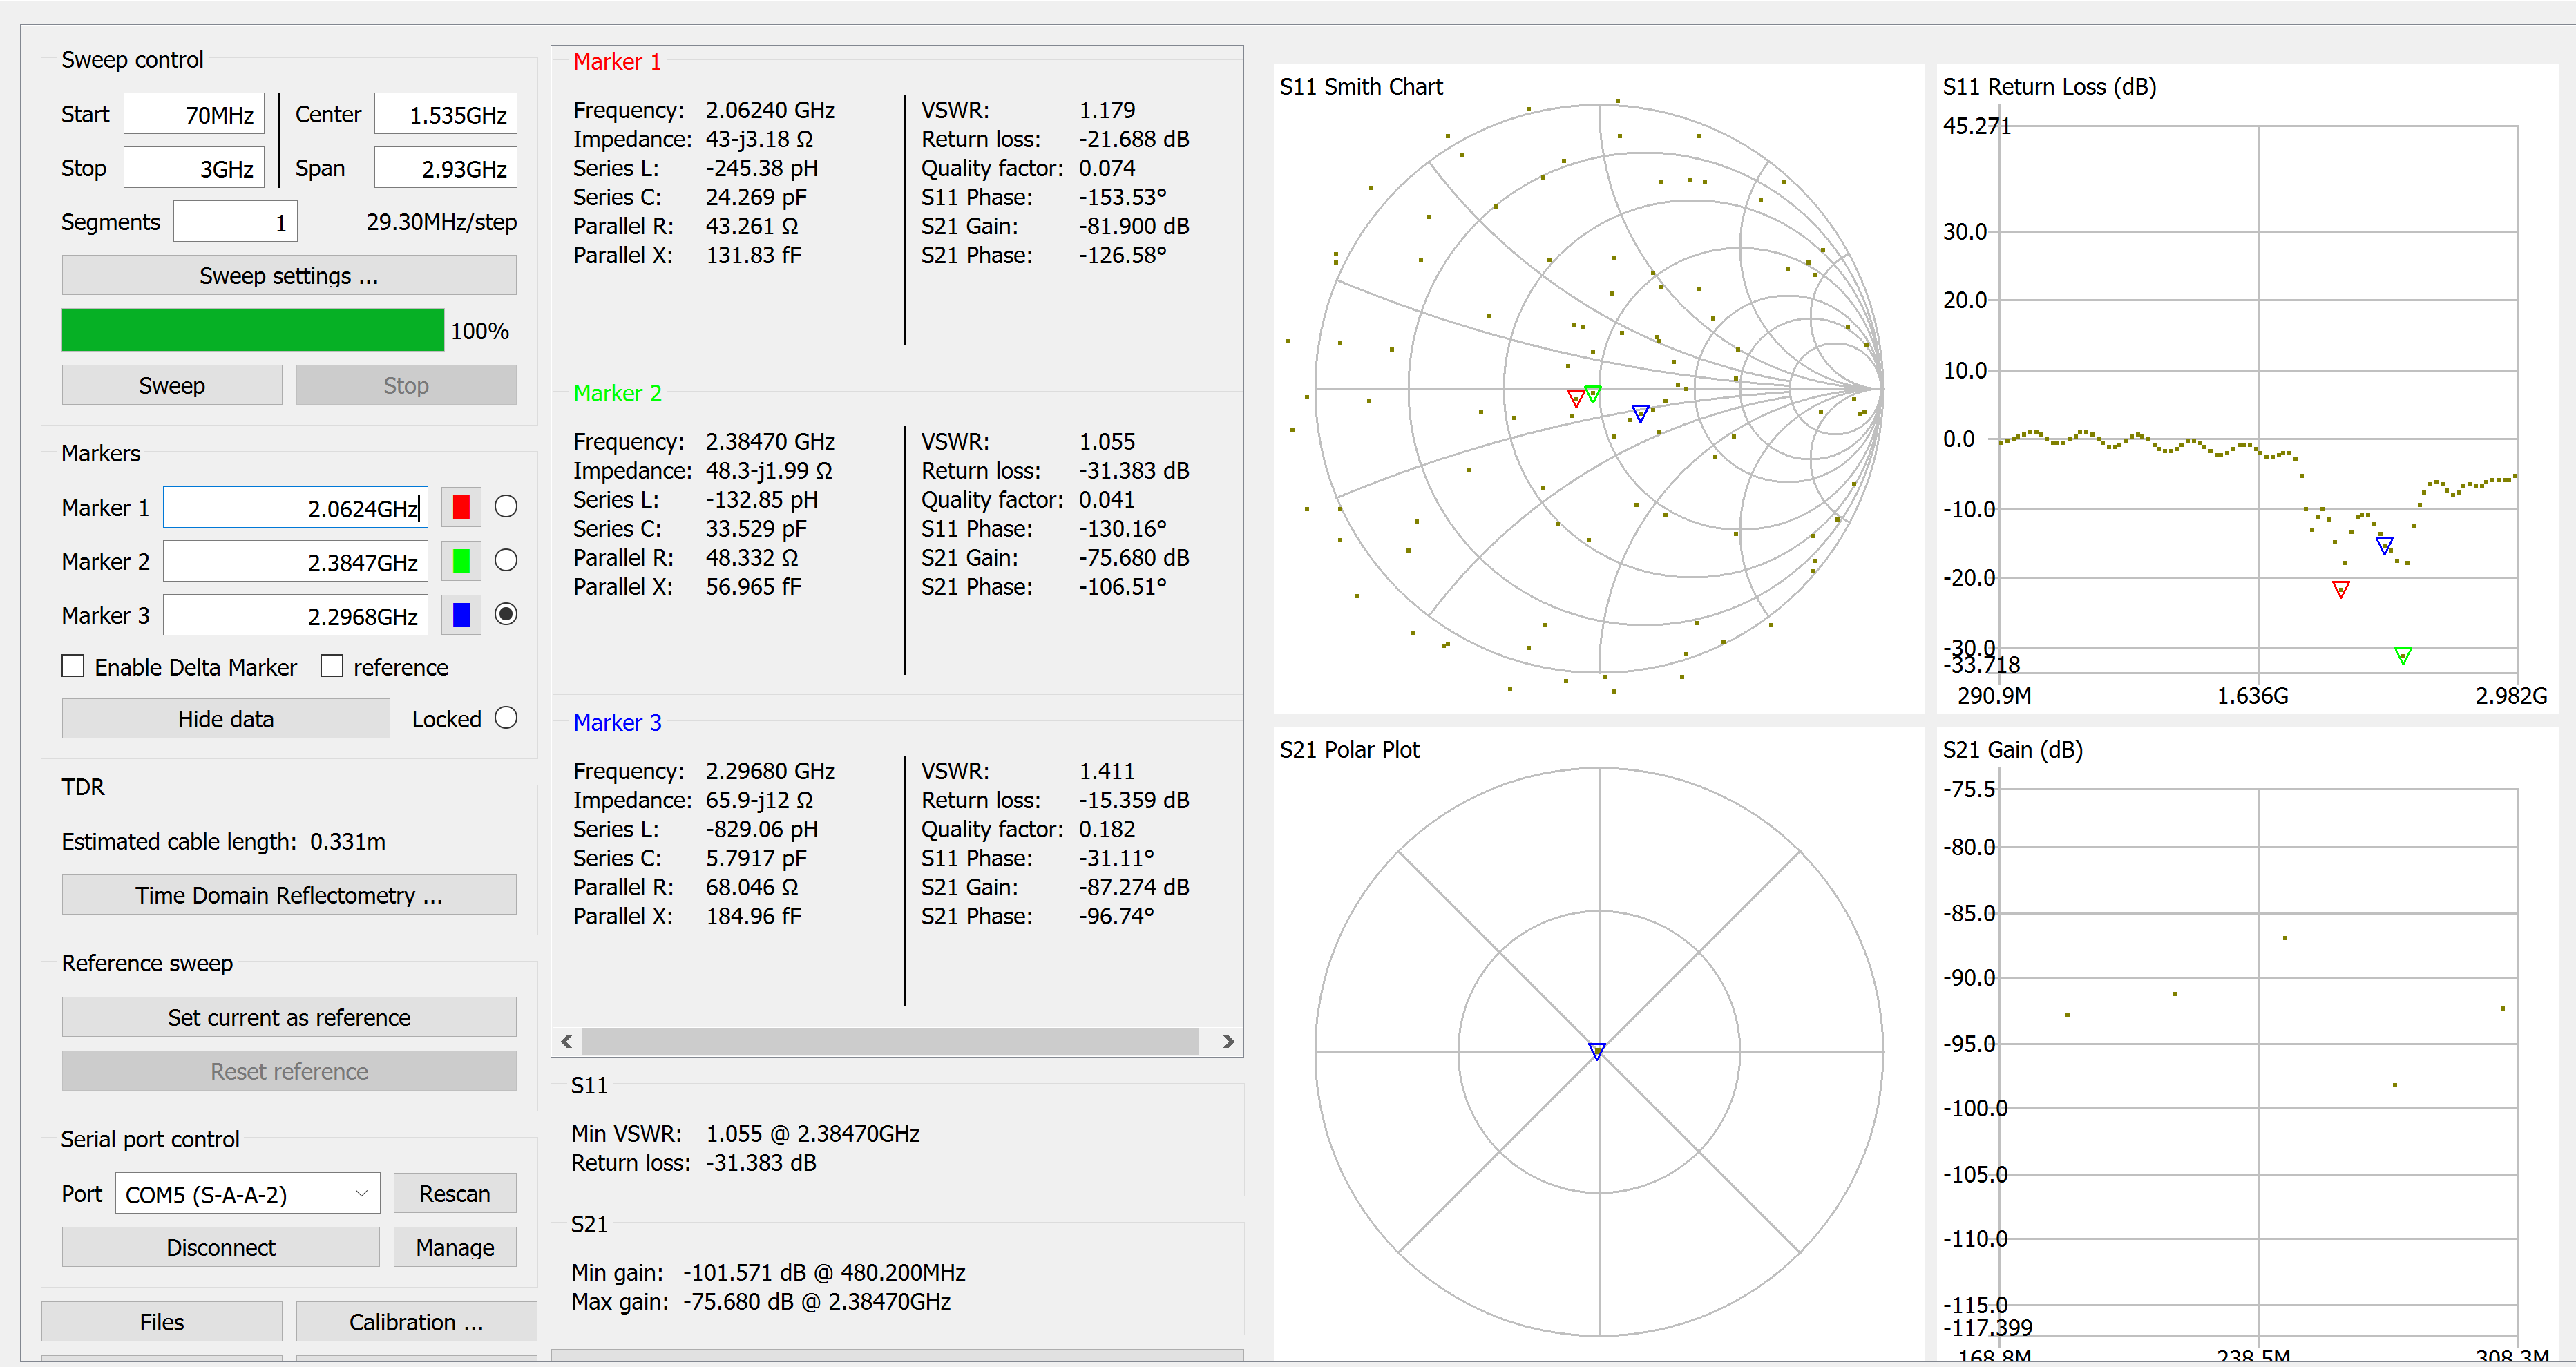 Sweep control
Start 70MHz Center 1.535GHz
Stop 3GHz Span 2.93GHz
Segments 1 29.30MHz/step
Sweep settings ...
100%
Sweep Stop
Markers
Marker 1 2.0624GHz
Marker 2 2.3847GHz
Marker 3 2.2968GHz
Enable Delta Marker reference
Hide data Locked
TDR
Estimated cable length: 0.331m
Time Domain Reflectometry ...
Reference sweep
Set current as reference
Reset reference
Serial port control
Port COM5 (S-A-A-2) Rescan
Disconnect Manage
Files Calibration ...
Marker 1
Frequency: 2.06240 GHz VSWR: 1.179
Impedance: 43-j3.18 Ω Return loss: -21.688 dB
Series L: -245.38 pH Quality factor: 0.074
Series C: 24.269 pF S11 Phase: -153.53°
Parallel R: 43.261 Ω S21 Gain: -81.900 dB
Parallel X: 131.83 fF S21 Phase: -126.58°
Marker 2
Frequency: 2.38470 GHz VSWR: 1.055
Impedance: 48.3-j1.99 Ω Return loss: -31.383 dB
Series L: -132.85 pH Quality factor: 0.041
Series C: 33.529 pF S11 Phase: -130.16°
Parallel R: 48.332 Ω S21 Gain: -75.680 dB
Parallel X: 56.965 fF S21 Phase: -106.51°
Marker 3
Frequency: 2.29680 GHz VSWR: 1.411
Impedance: 65.9-j12 Ω Return loss: -15.359 dB
Series L: -829.06 pH Quality factor: 0.182
Series C: 5.7917 pF S11 Phase: -31.11°
Parallel R: 68.046 Ω S21 Gain: -87.274 dB
Parallel X: 184.96 fF S21 Phase: -96.74°
S11
Min VSWR: 1.055 @ 2.38470GHz
Return loss: -31.383 dB
S21
Min gain: -101.571 dB @ 480.200MHz
Max gain: -75.680 dB @ 2.38470GHz
S11 Smith Chart
S11 Return Loss (dB)
45.271
30.0
20.0
10.0
0.0
-10.0
-20.0
-30.0
-33.718
290.9M 1.636G 2.982G
S21 Polar Plot
S21 Gain (dB)
-75.5
-80.0
-85.0
-90.0
-95.0
-100.0
-105.0
-110.0
-115.0
-117.399
168.8M 238.5M 308.3M